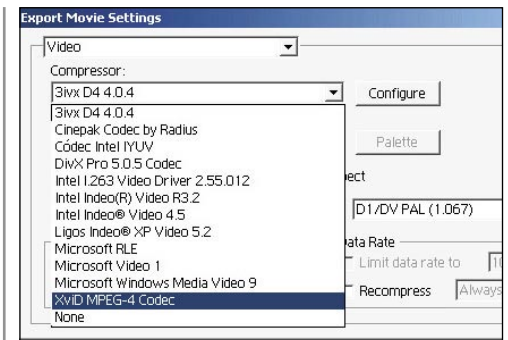 Export Movie Settings
Video
Compressor:
3ivx D4 4.0.4
Configure
3ivx D4 4.0.4
Cinepak Codec by Radius
Códec Intel IYUV
Palette
DivX Pro 5.0.5 Codec
Intel I.263 Video Driver 2.55.012
Intel Indeo(R) Video R3.2
Intel Indeo® Video 4.5
D1/DV PAL (1.067)
Ligos Indeo® XP Video 5.2
Microsoft RLE
Microsoft Video 1
Limit data rate to
Microsoft Windows Media Video 9
XviD MPEG-4 Codec
Recompress
Always
None